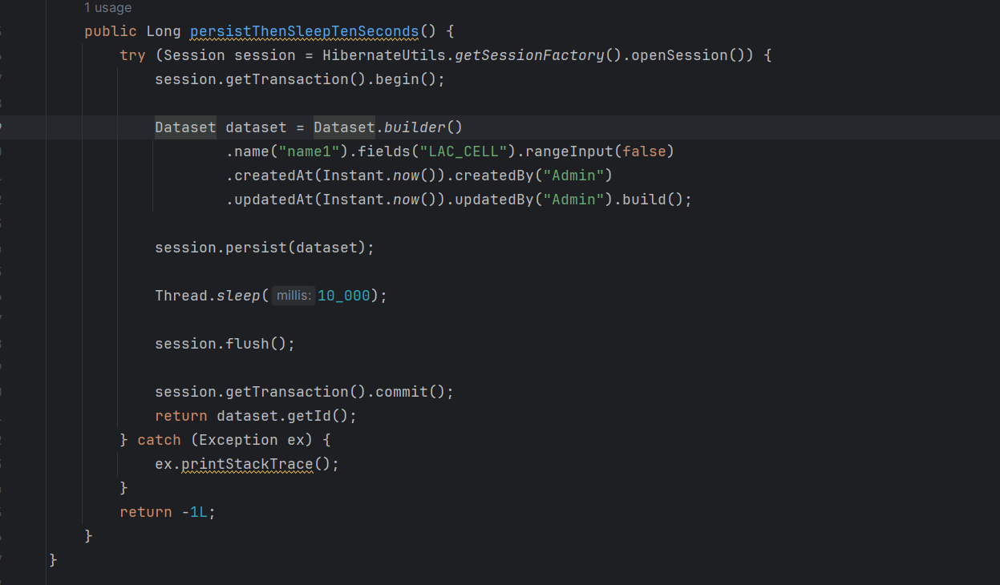 1 usage
public Long persistThenSleepTenSeconds() {
try (Session session = HibernateUtils.getSessionFactory().openSession()) {
session.getTransaction().begin();
Dataset dataset = Dataset.builder()
.name("name1").fields("LAC_CELL").rangeInput(false)
.createdAt(Instant.now()).createdBy("Admin")
.updatedAt(Instant.now()).updatedBy("Admin").build();
session.persist(dataset);
Thread.sleep( millis: 10_000);
session.flush();
session.getTransaction().commit();
return dataset.getId();
} catch (Exception ex) {
ex.printStackTrace();
}
return -1L;
}
}